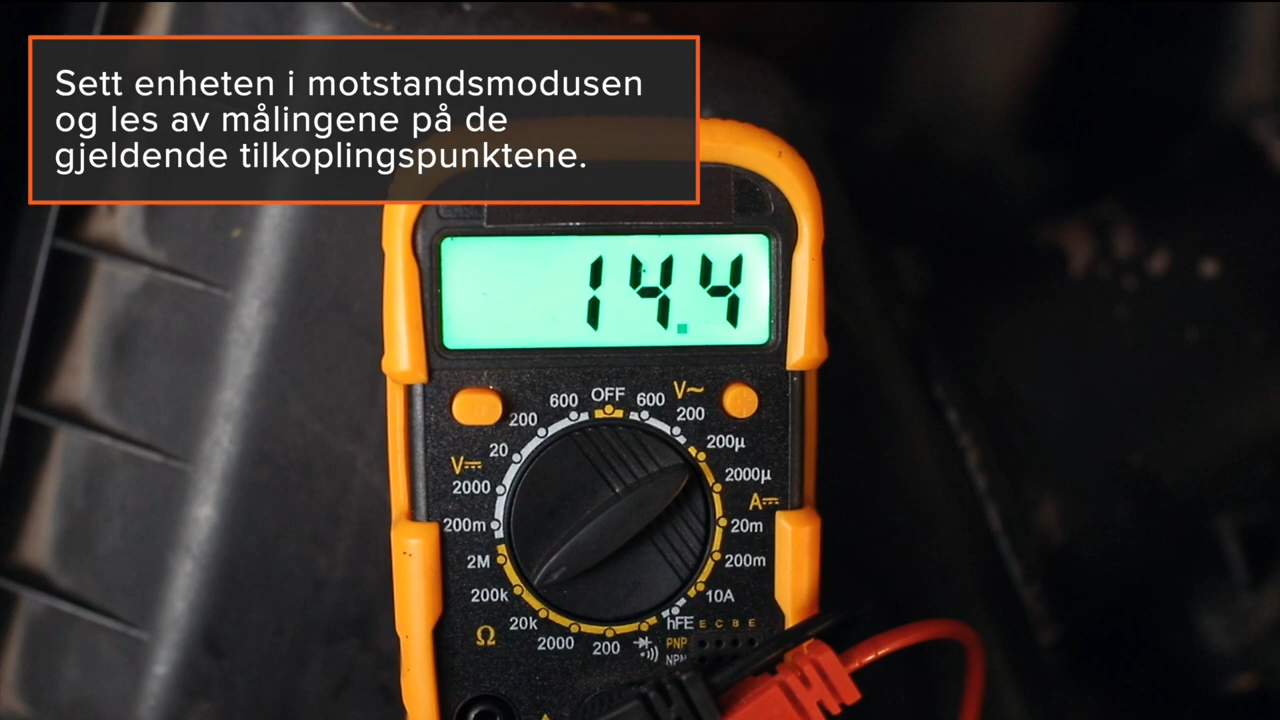 Sett enheten i motstandsmodusen
og les av målingene på de
gjeldende tilkoplingspunktene.
14.4
OFF
600 600 V~
200 200
20 200µ
V⎓ 2000µ
2000 A⎓
200m 20m
2M 200m
200k 10A
20k hFE E C B E
Ω 2000 200 PNP
NPN